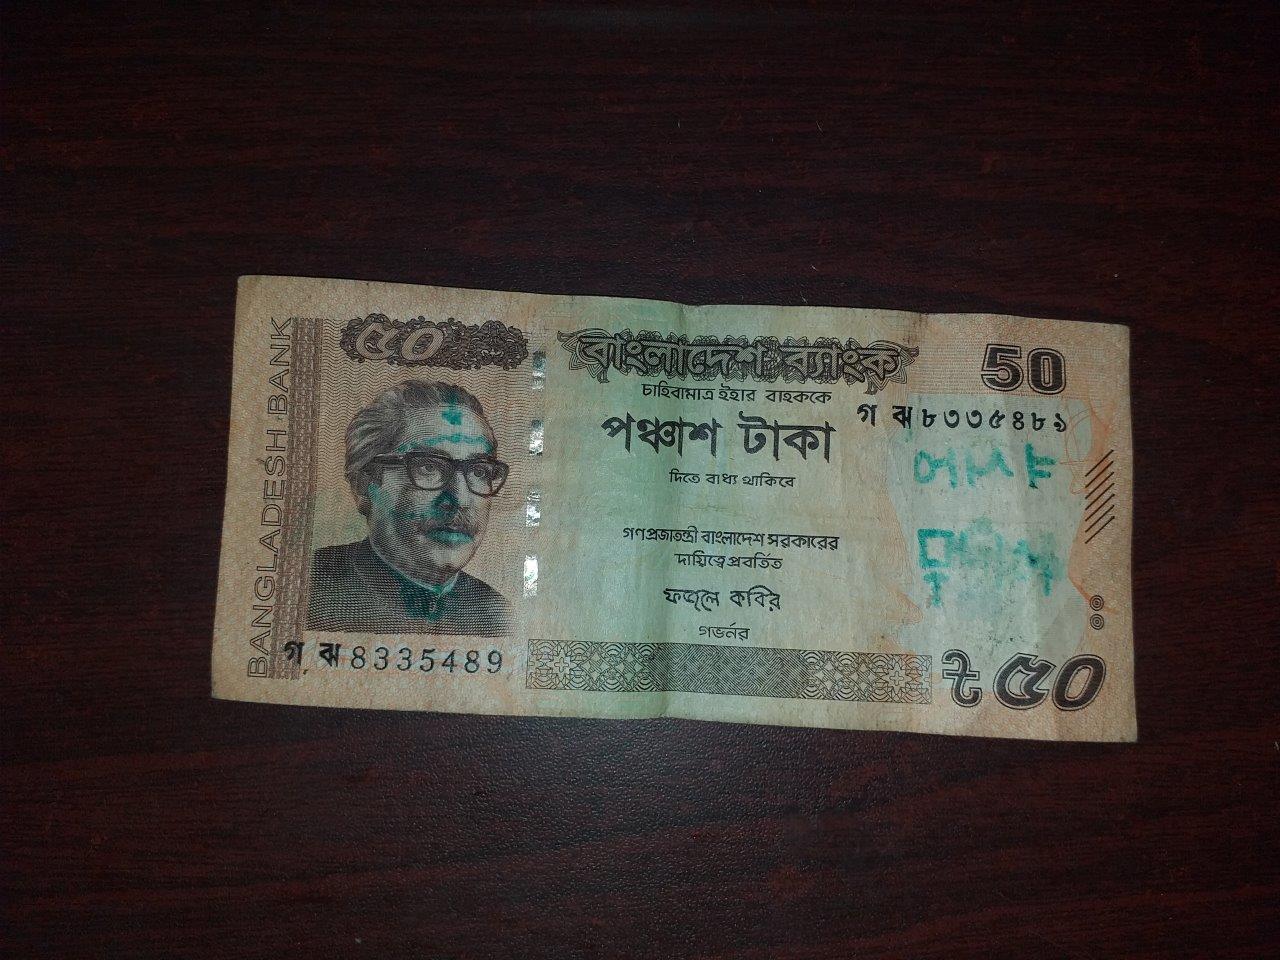 BANGLADESH BANK
৫০
বাংলাদেশ ব্যাংক
50
চাহিবামাত্র ইহার বাহককে
গ ঝ ৮৩৩৫৪৮৯
পঞ্চাশ টাকা
দিতে বাধ্য থাকিবে
গণপ্রজাতন্ত্রী বাংলাদেশ সরকারের
দায়িত্বে প্রবর্তিত
ফজলে কবির
গভর্নর
গ ঝ 8335489
৳ ৫০